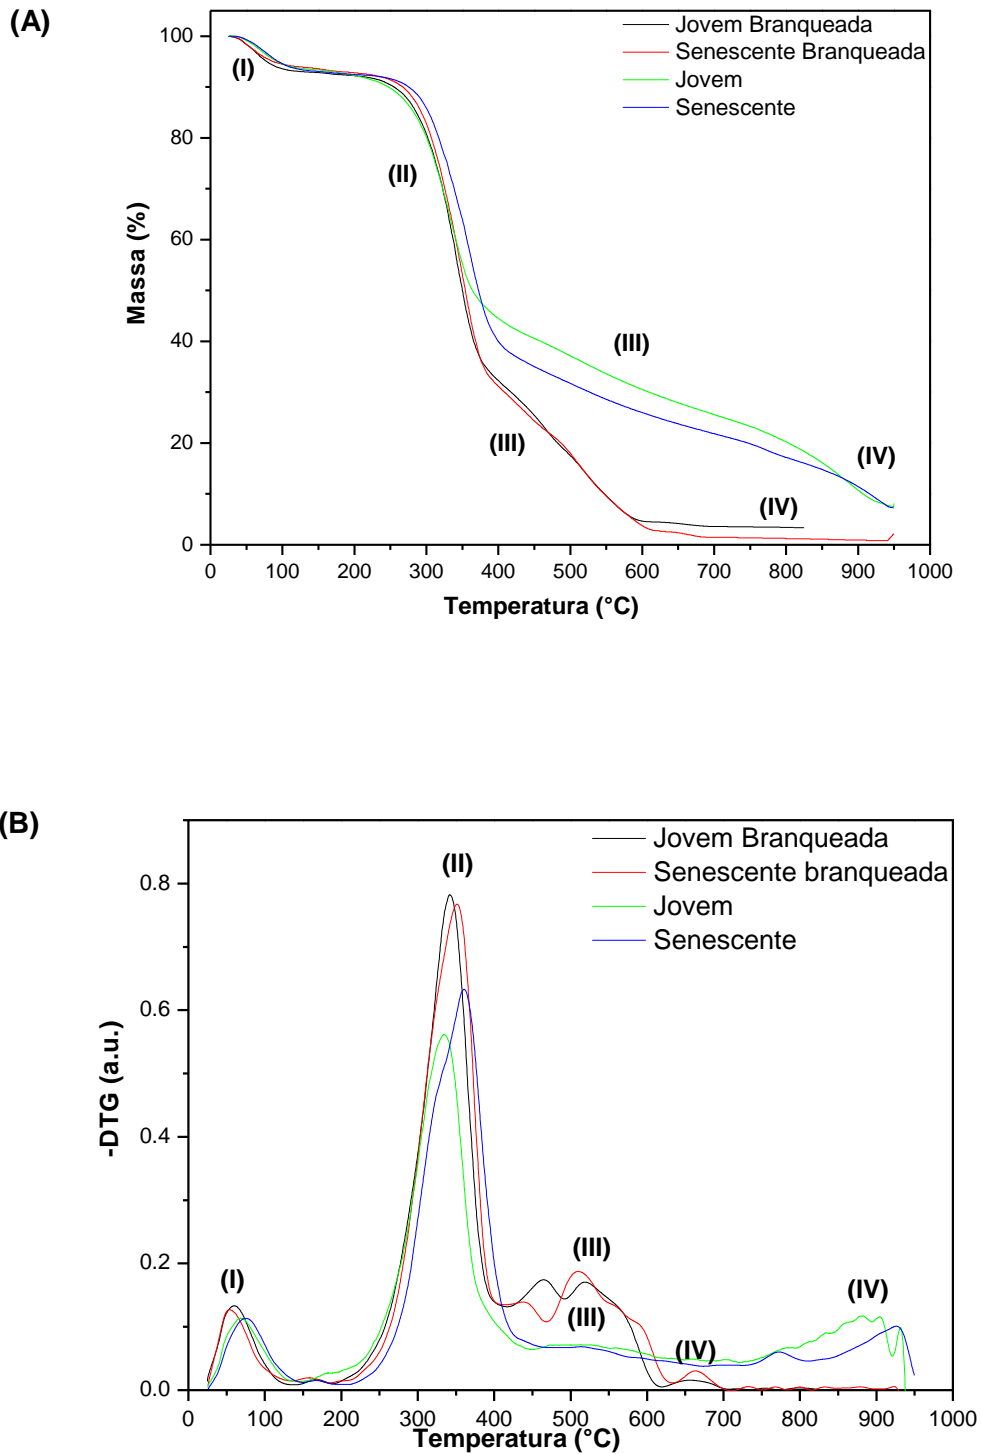 (A)
Jovem Branqueada
Senescente Branqueada
Jovem
Senescente
100
80
60
40
20
0
Massa (%)
(I)
(II)
(III)
(III)
(IV)
(IV)
0 100 200 300 400 500 600 700 800 900 1000
Temperatura (°C)
(B)
Jovem Branqueada
Senescente branqueada
Jovem
Senescente
0.8
0.6
0.4
0.2
0.0
-DTG (a.u.)
(II)
(I)
(III)
(III)
(IV)
(IV)
0 100 200 300 400 500 600 700 800 900 1000
Temperatura (°C)